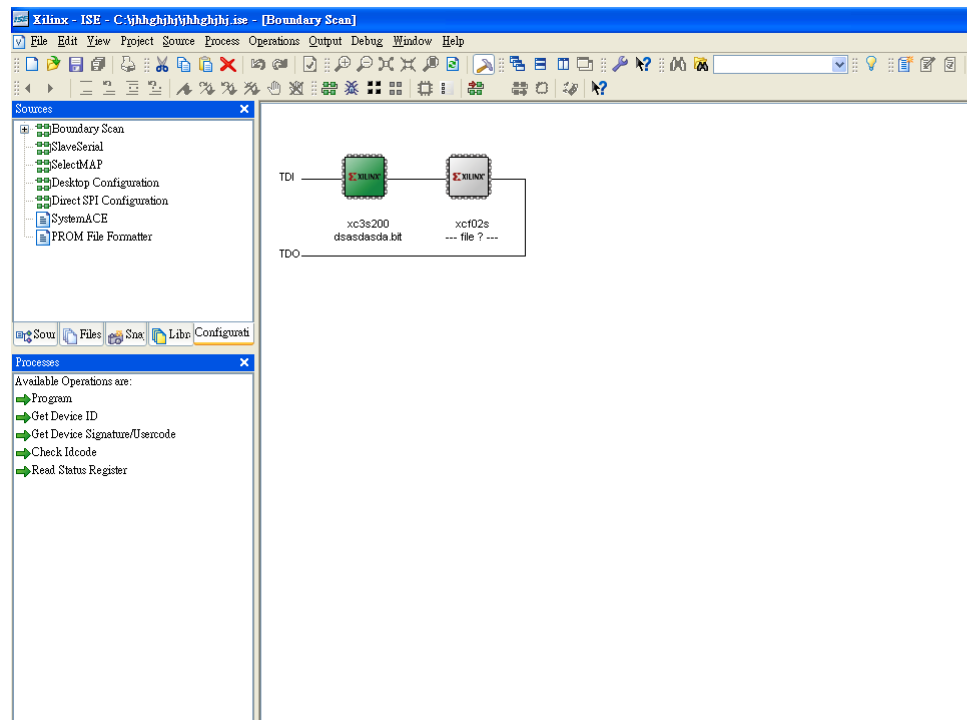 Xilinx - ISE - C:\jhhghjhj\jhhghjhj.ise - [Boundary Scan]
File Edit View Project Source Process Operations Output Debug Window Help
Sources
Boundary Scan
SlaveSerial
SelectMAP
Desktop Configuration
Direct SPI Configuration
SystemACE
PROM File Formatter
Sour Files Sna Libr Configurati
Processes
Available Operations are:
Program
Get Device ID
Get Device Signature/Usercode
Check Idcode
Read Status Register
TDI XILINX XILINX
xc3s200 xcf02s
dsasdasda.bit --- file ? ---
TDO